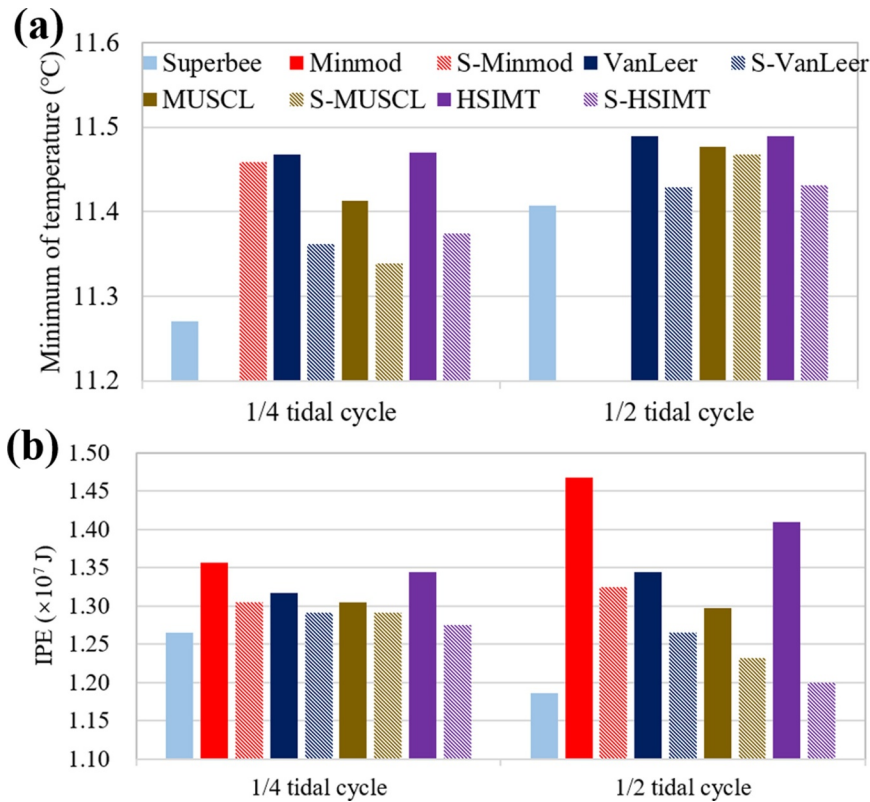 (a)
Minimum of temperature (℃)
11.6
11.5
11.4
11.3
11.2
Superbee Minmod S-Minmod VanLeer S-VanLeer
MUSCL S-MUSCL HSIMT S-HSIMT
1/4 tidal cycle 1/2 tidal cycle
(b)
IPE (×10⁷ J)
1.50
1.45
1.40
1.35
1.30
1.25
1.20
1.15
1.10
1/4 tidal cycle 1/2 tidal cycle